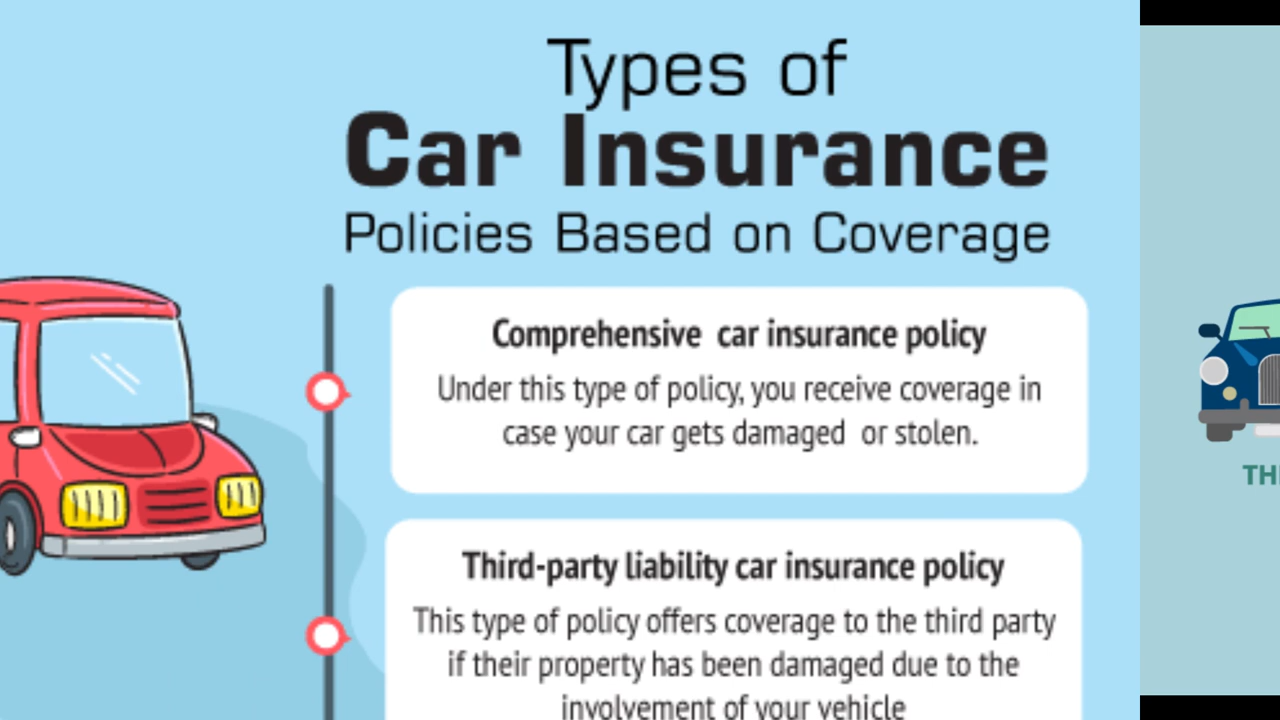 Types of
Car Insurance
Policies Based on Coverage
Comprehensive car insurance policy
Under this type of policy, you receive coverage in
case your car gets damaged or stolen.
Third-party liability car insurance policy
This type of policy offers coverage to the third party
if their property has been damaged due to the
involvement of your vehicle